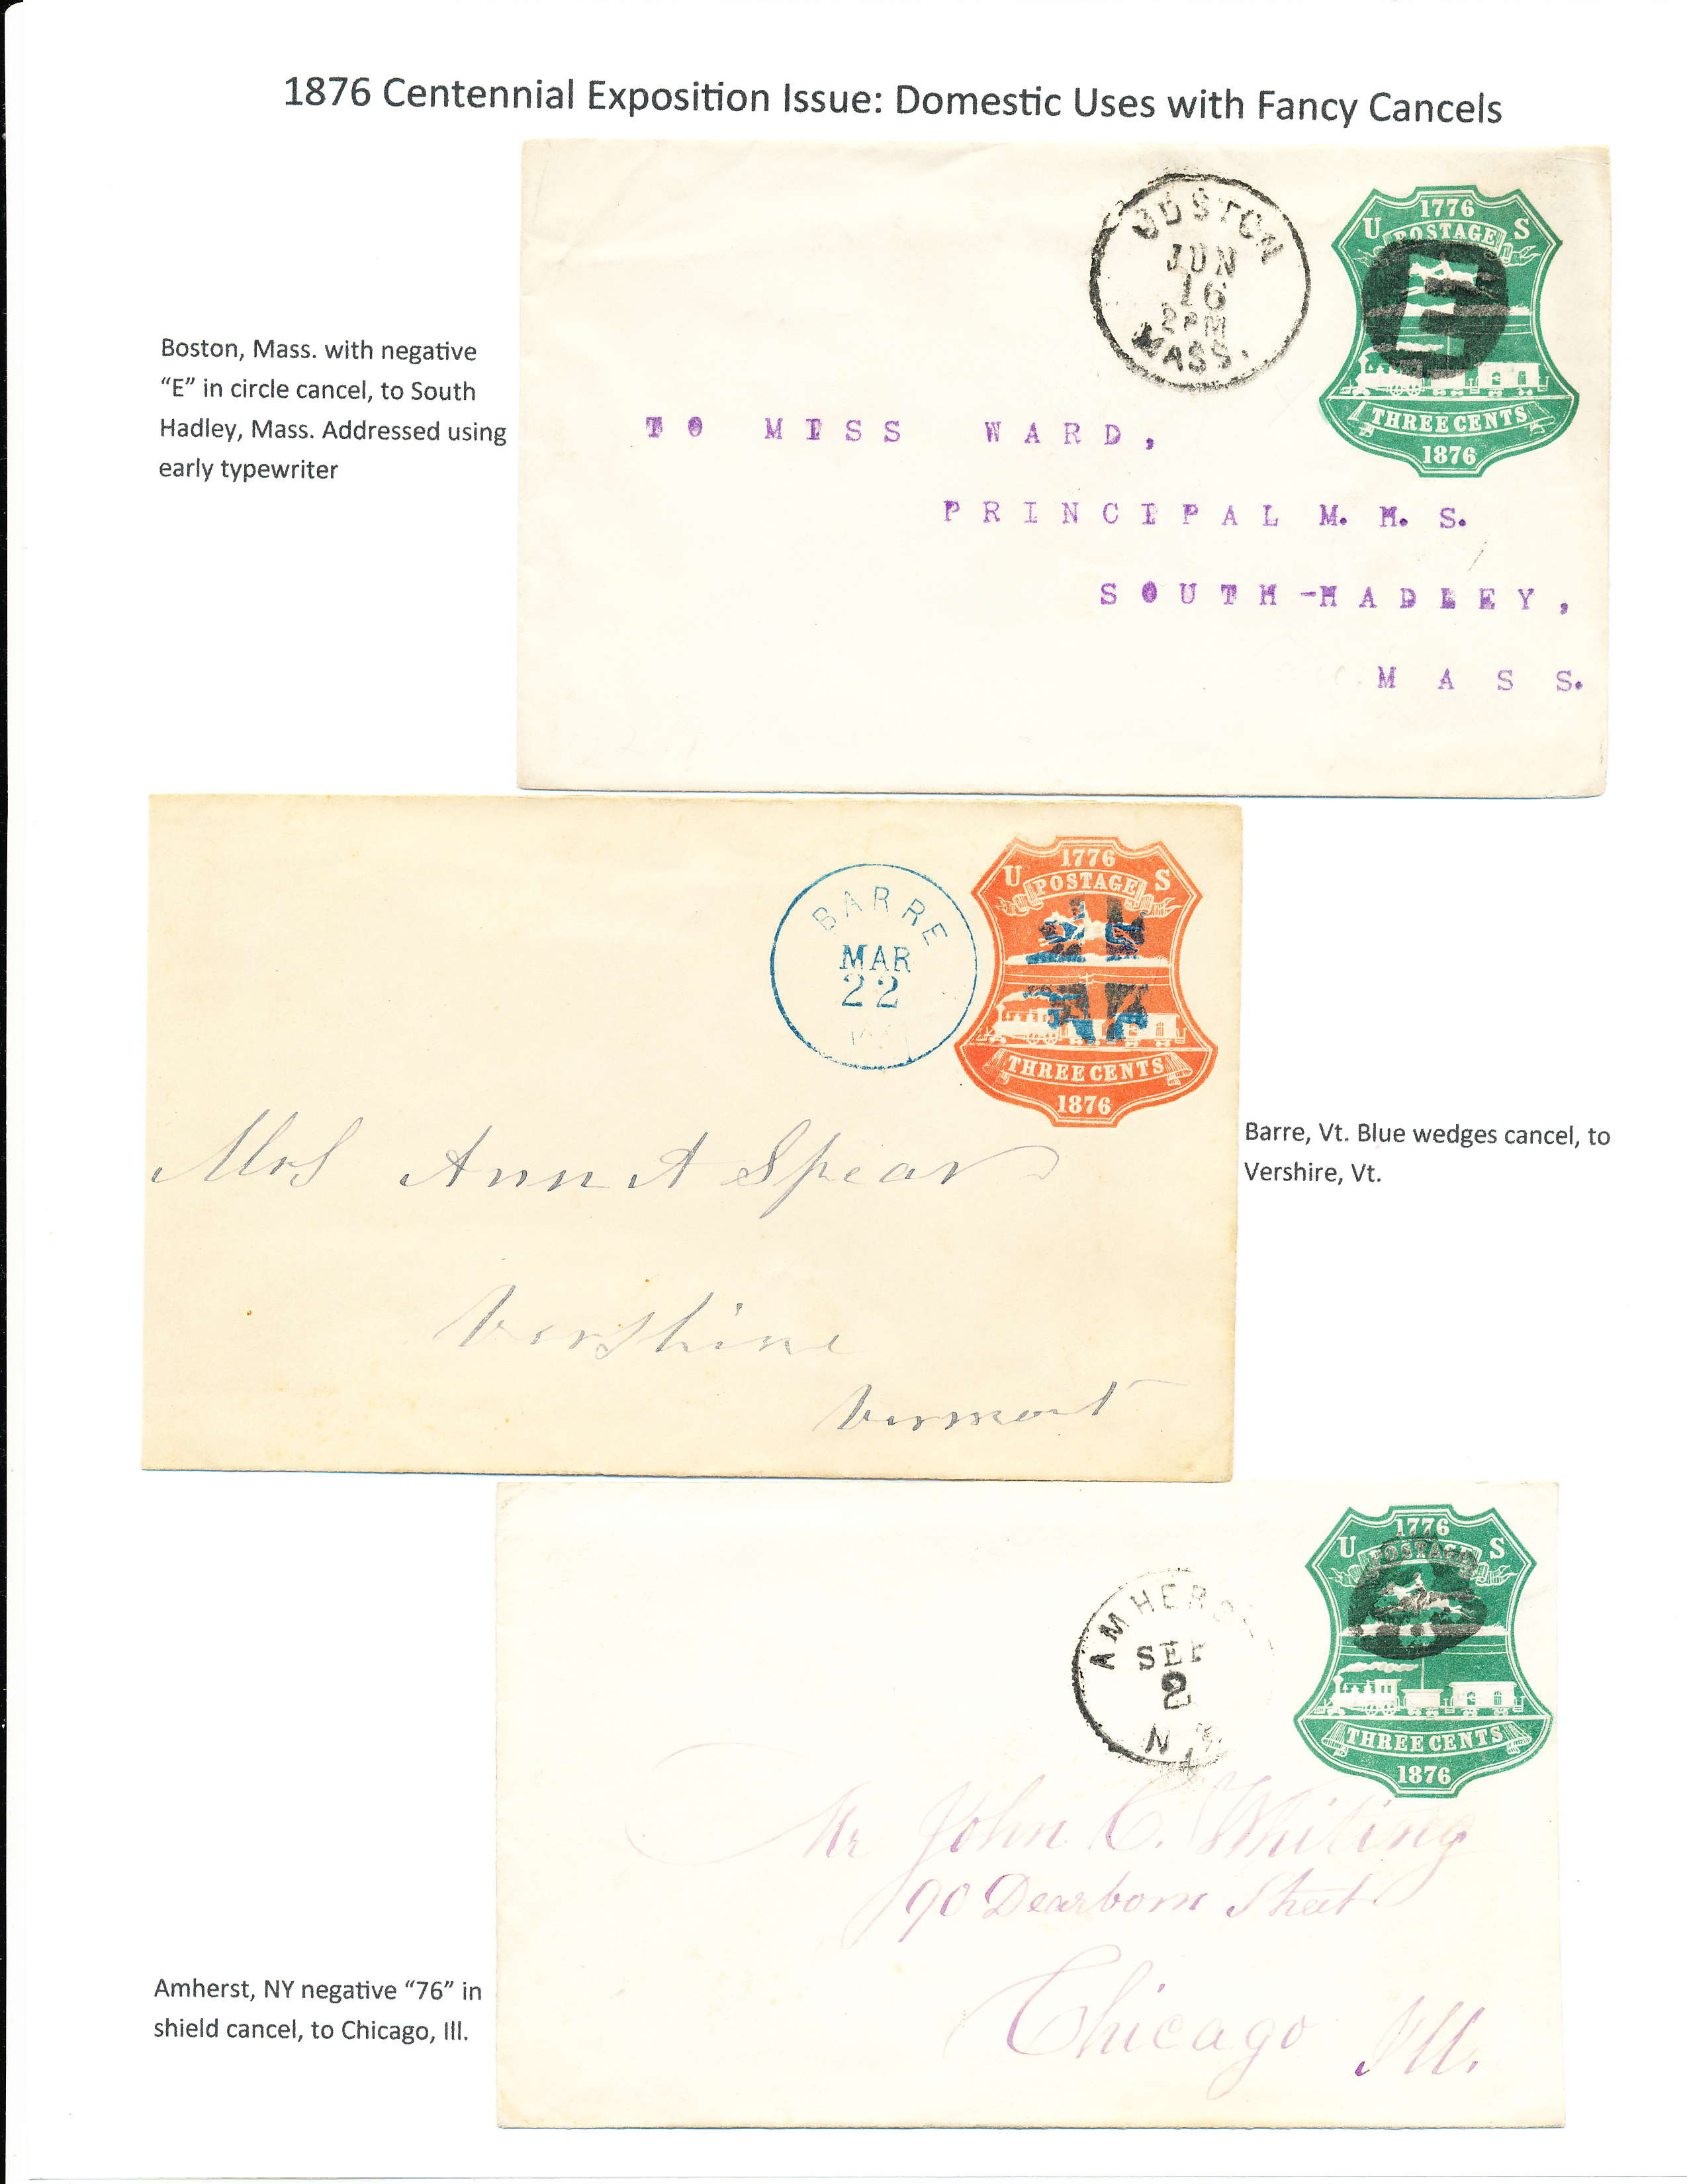 1876 Centennial Exposition Issue: Domestic Uses with Fancy Cancels
BOSTON
JUN
16
2 PM
MASS.
1776
U POSTAGE S
E
THREE CENTS
1876
Boston, Mass. with negative
“E” in circle cancel, to South
Hadley, Mass. Addressed using
early typewriter
TO MISS WARD,
PRINCIPAL M. H. S.
SOUTH-HADLEY,
MASS.
BARRE
MAR
22
1776
U POSTAGE S
THREE CENTS
1876
Mrs Ann A Spear
Vershire
Vermont
Barre, Vt. Blue wedges cancel, to
Vershire, Vt.
AMHERS
SEP
2
N.Y.
1776
U POSTAGE S
THREE CENTS
1876
Mr John C. Whiting
90 Dearborn Street
Chicago
Ill.
Amherst, NY negative “76” in
shield cancel, to Chicago, Ill.